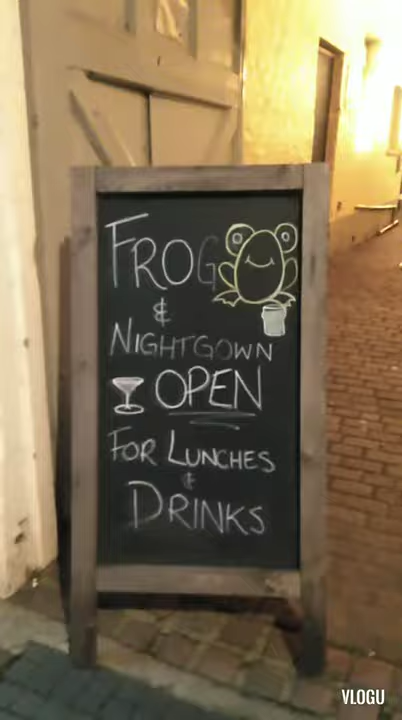 FROG
&
NIGHTGOWN
OPEN
FOR LUNCHES
&
DRINKS
VLOGU